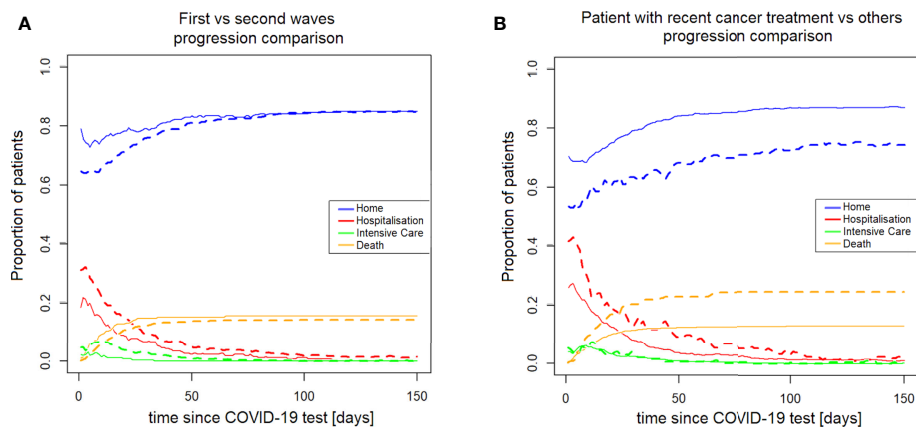 A
First vs second waves
progression comparison
Proportion of patients
1.0
0.8
0.6
0.4
0.2
0.0
Home
Hospitalisation
Intensive Care
Death
0 50 100 150
time since COVID-19 test [days]
B
Patient with recent cancer treatment vs others
progression comparison
Proportion of patients
1.0
0.8
0.6
0.4
0.2
0.0
Home
Hospitalisation
Intensive Care
Death
0 50 100 150
time since COVID-19 test [days]